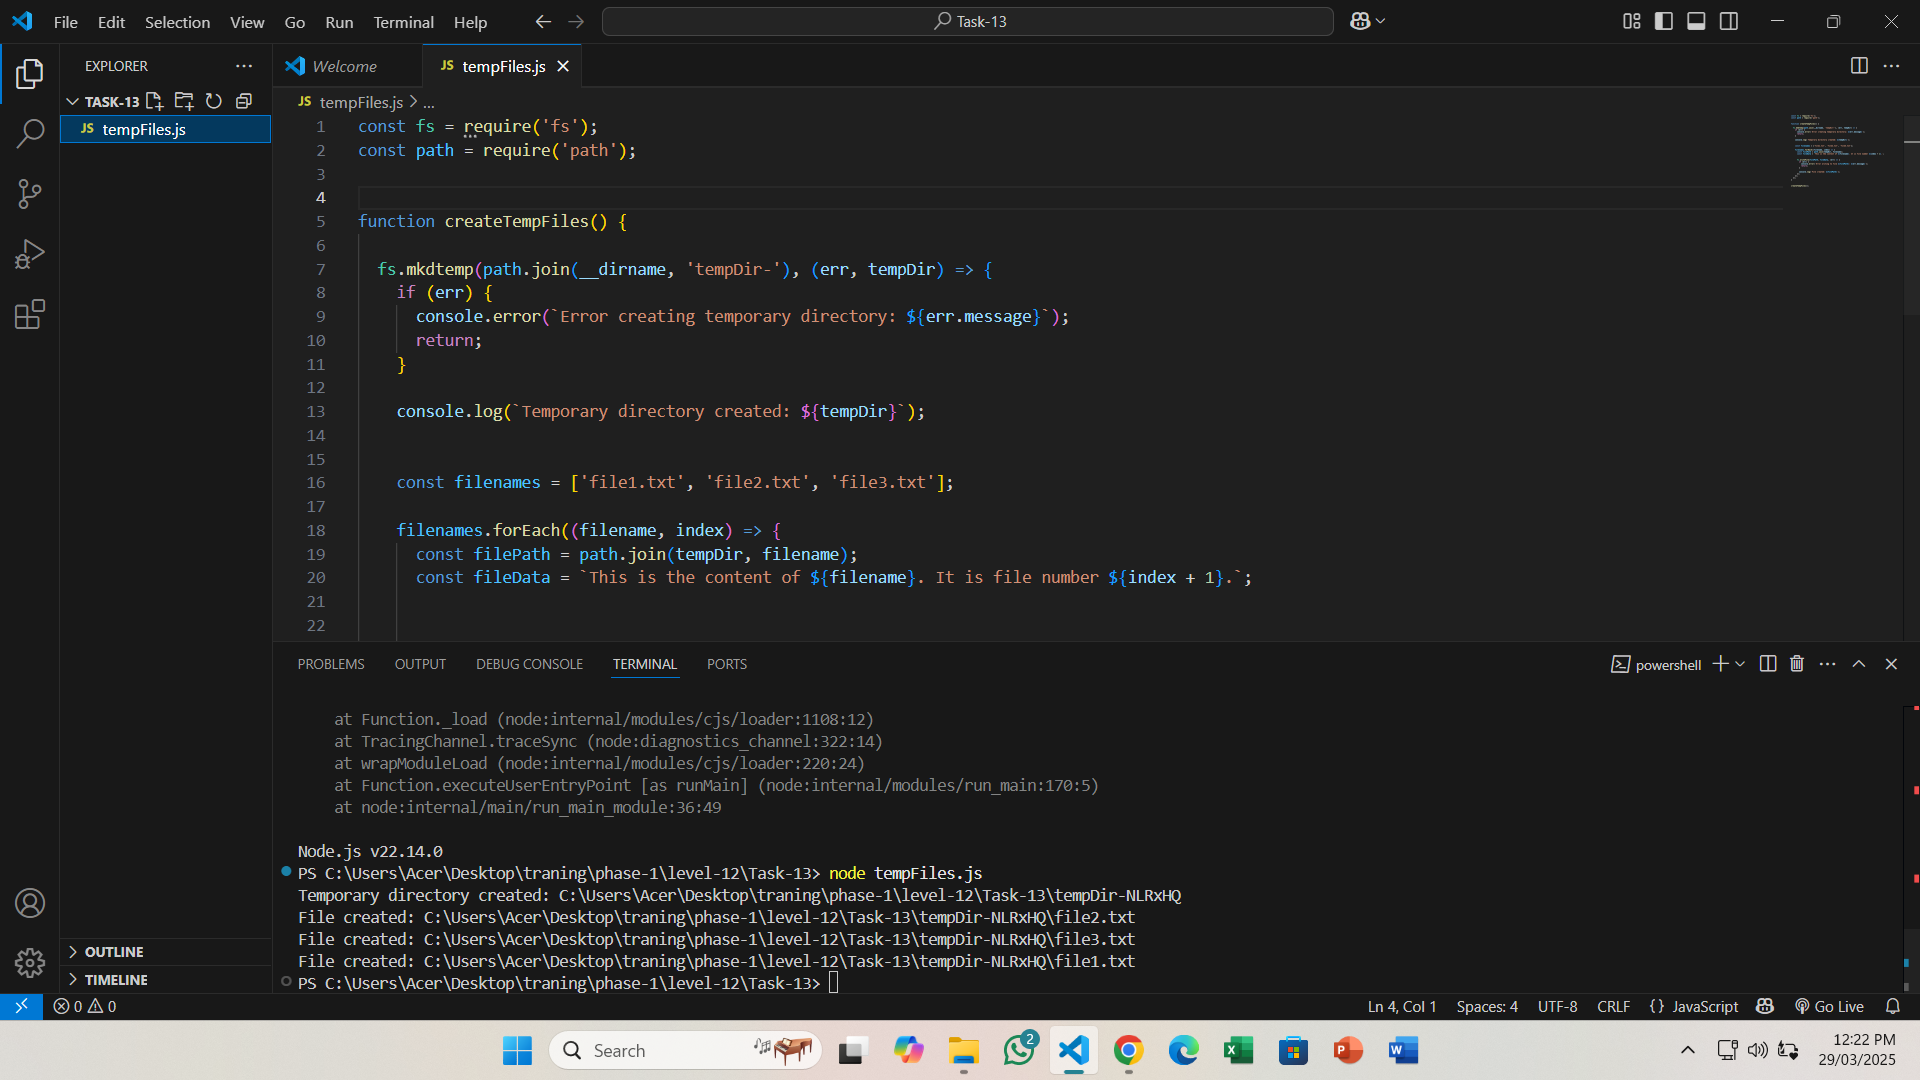 File Edit Selection View Go Run Terminal Help
Task-13
EXPLORER
TASK-13
JS tempFiles.js
Welcome
JS tempFiles.js
JS tempFiles.js > ...
1 const fs = require('fs');
2 const path = require('path');
3
4
5 function createTempFiles() {
6
7 fs.mkdtemp(path.join(__dirname, 'tempDir-'), (err, tempDir) => {
8 if (err) {
9 console.error(`Error creating temporary directory: ${err.message}`);
10 return;
11 }
12
13 console.log(`Temporary directory created: ${tempDir}`);
14
15
16 const filenames = ['file1.txt', 'file2.txt', 'file3.txt'];
17
18 filenames.forEach((filename, index) => {
19 const filePath = path.join(tempDir, filename);
20 const fileData = `This is the content of ${filename}. It is file number ${index + 1}.`;
21
22
PROBLEMS OUTPUT DEBUG CONSOLE TERMINAL PORTS
powershell
at Function._load (node:internal/modules/cjs/loader:1108:12)
at TracingChannel.traceSync (node:diagnostics_channel:322:14)
at wrapModuleLoad (node:internal/modules/cjs/loader:220:24)
at Function.executeUserEntryPoint [as runMain] (node:internal/modules/run_main:170:5)
at node:internal/main/run_main_module:36:49
Node.js v22.14.0
PS C:\Users\Acer\Desktop\traning\phase-1\level-12\Task-13> node tempFiles.js
Temporary directory created: C:\Users\Acer\Desktop\traning\phase-1\level-12\Task-13\tempDir-NLRxHQ
File created: C:\Users\Acer\Desktop\traning\phase-1\level-12\Task-13\tempDir-NLRxHQ\file2.txt
File created: C:\Users\Acer\Desktop\traning\phase-1\level-12\Task-13\tempDir-NLRxHQ\file3.txt
File created: C:\Users\Acer\Desktop\traning\phase-1\level-12\Task-13\tempDir-NLRxHQ\file1.txt
PS C:\Users\Acer\Desktop\traning\phase-1\level-12\Task-13>
OUTLINE
TIMELINE
0 0
Ln 4, Col 1 Spaces: 4 UTF-8 CRLF {} JavaScript Go Live
Search
2
12:22 PM
29/03/2025